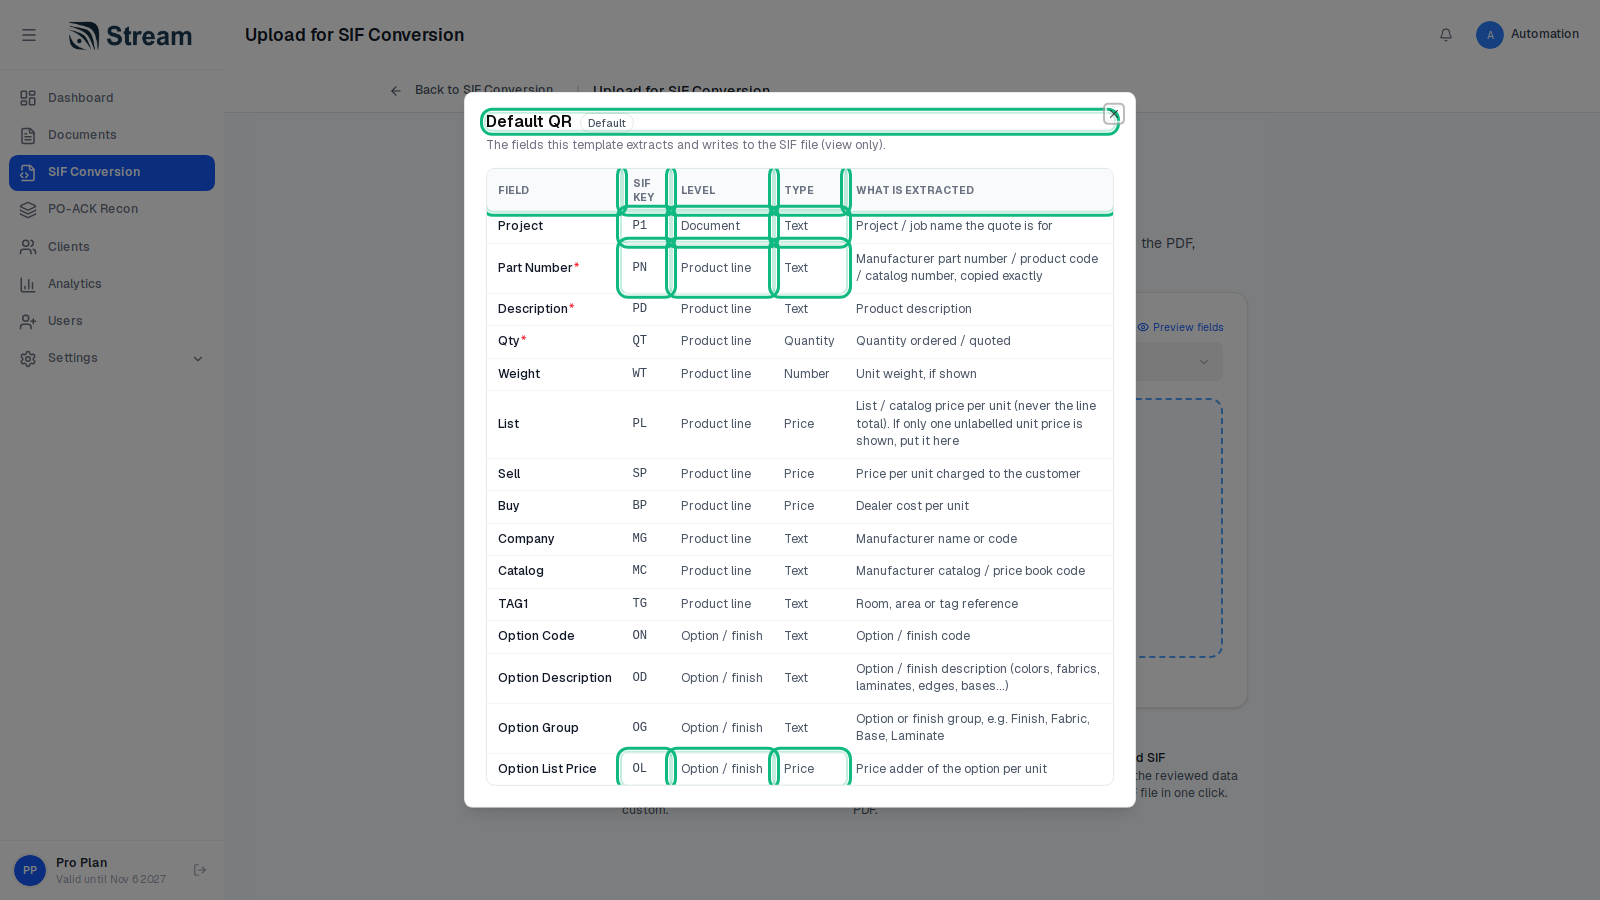 Stream
Upload for SIF Conversion
A
Automation
Dashboard
Documents
SIF Conversion
PO-ACK Recon
Clients
Analytics
Users
Settings
PP
Pro Plan
Valid until Nov 6 2027
Back to SIF Conversion
Upload for SIF Conversion
the PDF,
Preview fields
the reviewed data
file in one click.
custom.
PDF.
Default QR
Default
The fields this template extracts and writes to the SIF file (view only).
FIELD SIF KEY LEVEL TYPE WHAT IS EXTRACTED
Project P1 Document Text Project / job name the quote is for
Part Number* PN Product line Text Manufacturer part number / product code
/ catalog number, copied exactly
Description* PD Product line Text Product description
Qty* QT Product line Quantity Quantity ordered / quoted
Weight WT Product line Number Unit weight, if shown
List PL Product line Price List / catalog price per unit (never the line
total). If only one unlabelled unit price is
shown, put it here
Sell SP Product line Price Price per unit charged to the customer
Buy BP Product line Price Dealer cost per unit
Company MG Product line Text Manufacturer name or code
Catalog MC Product line Text Manufacturer catalog / price book code
TAG1 TG Product line Text Room, area or tag reference
Option Code ON Option / finish Text Option / finish code
Option Description OD Option / finish Text Option / finish description (colors, fabrics,
laminates, edges, bases...)
Option Group OG Option / finish Text Option or finish group, e.g. Finish, Fabric,
Base, Laminate
Option List Price OL Option / finish Price Price adder of the option per unit